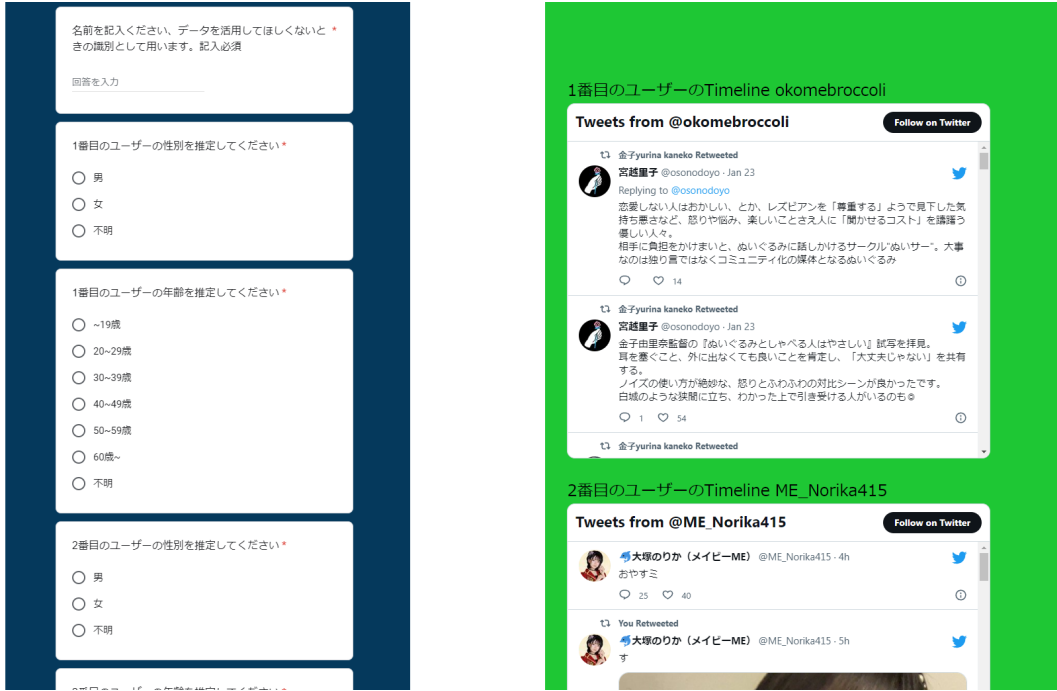 名前を記入ください、データを活用してほしくないと *
きの識別として用います。記入必須
回答を入力
1番目のユーザーの性別を推定してください *
男
女
不明
1番目のユーザーの年齢を推定してください *
~19歳
20~29歳
30~39歳
40~49歳
50~59歳
60歳~
不明
2番目のユーザーの性別を推定してください *
男
女
不明
2番目のユーザーの年齢を推定してください *
1番目のユーザーのTimeline okomebroccoli
Tweets from @okomebroccoli
Follow on Twitter
金子yurina kaneko Retweeted
宮越里子 @osonodoyo · Jan 23
Replying to @osonodoyo
恋愛しない人はおかしい、とか、レズビアンを「尊重する」ようで見下した気
持ち悪さなど、怒りや悩み、楽しいことさえ人に「聞かせるコスト」を躊躇う
優しい人々。
相手に負担をかけまいと、ぬいぐるみに話しかけるサークル"ぬいサー"。大事
なのは独り言ではなくコミュニティ化の媒体となるぬいぐるみ
14
金子yurina kaneko Retweeted
宮越里子 @osonodoyo · Jan 23
金子由里奈監督の『ぬいぐるみとしゃべる人はやさしい』試写を拝見。
耳を塞ぐこと、外に出なくても良いことを肯定し、「大丈夫じゃない」を共有
する。
ノイズの使い方が絶妙な、怒りとふわふわの対比シーンが良かったです。
白城のような狭間に立ち、わかった上で引き受ける人がいるのも
1 54
金子yurina kaneko Retweeted
2番目のユーザーのTimeline ME_Norika415
Tweets from @ME_Norika415
Follow on Twitter
大塚のりか（メイビーME） @ME_Norika415 · 4h
おやすミ
25 40
You Retweeted
大塚のりか（メイビーME） @ME_Norika415 · 5h
す